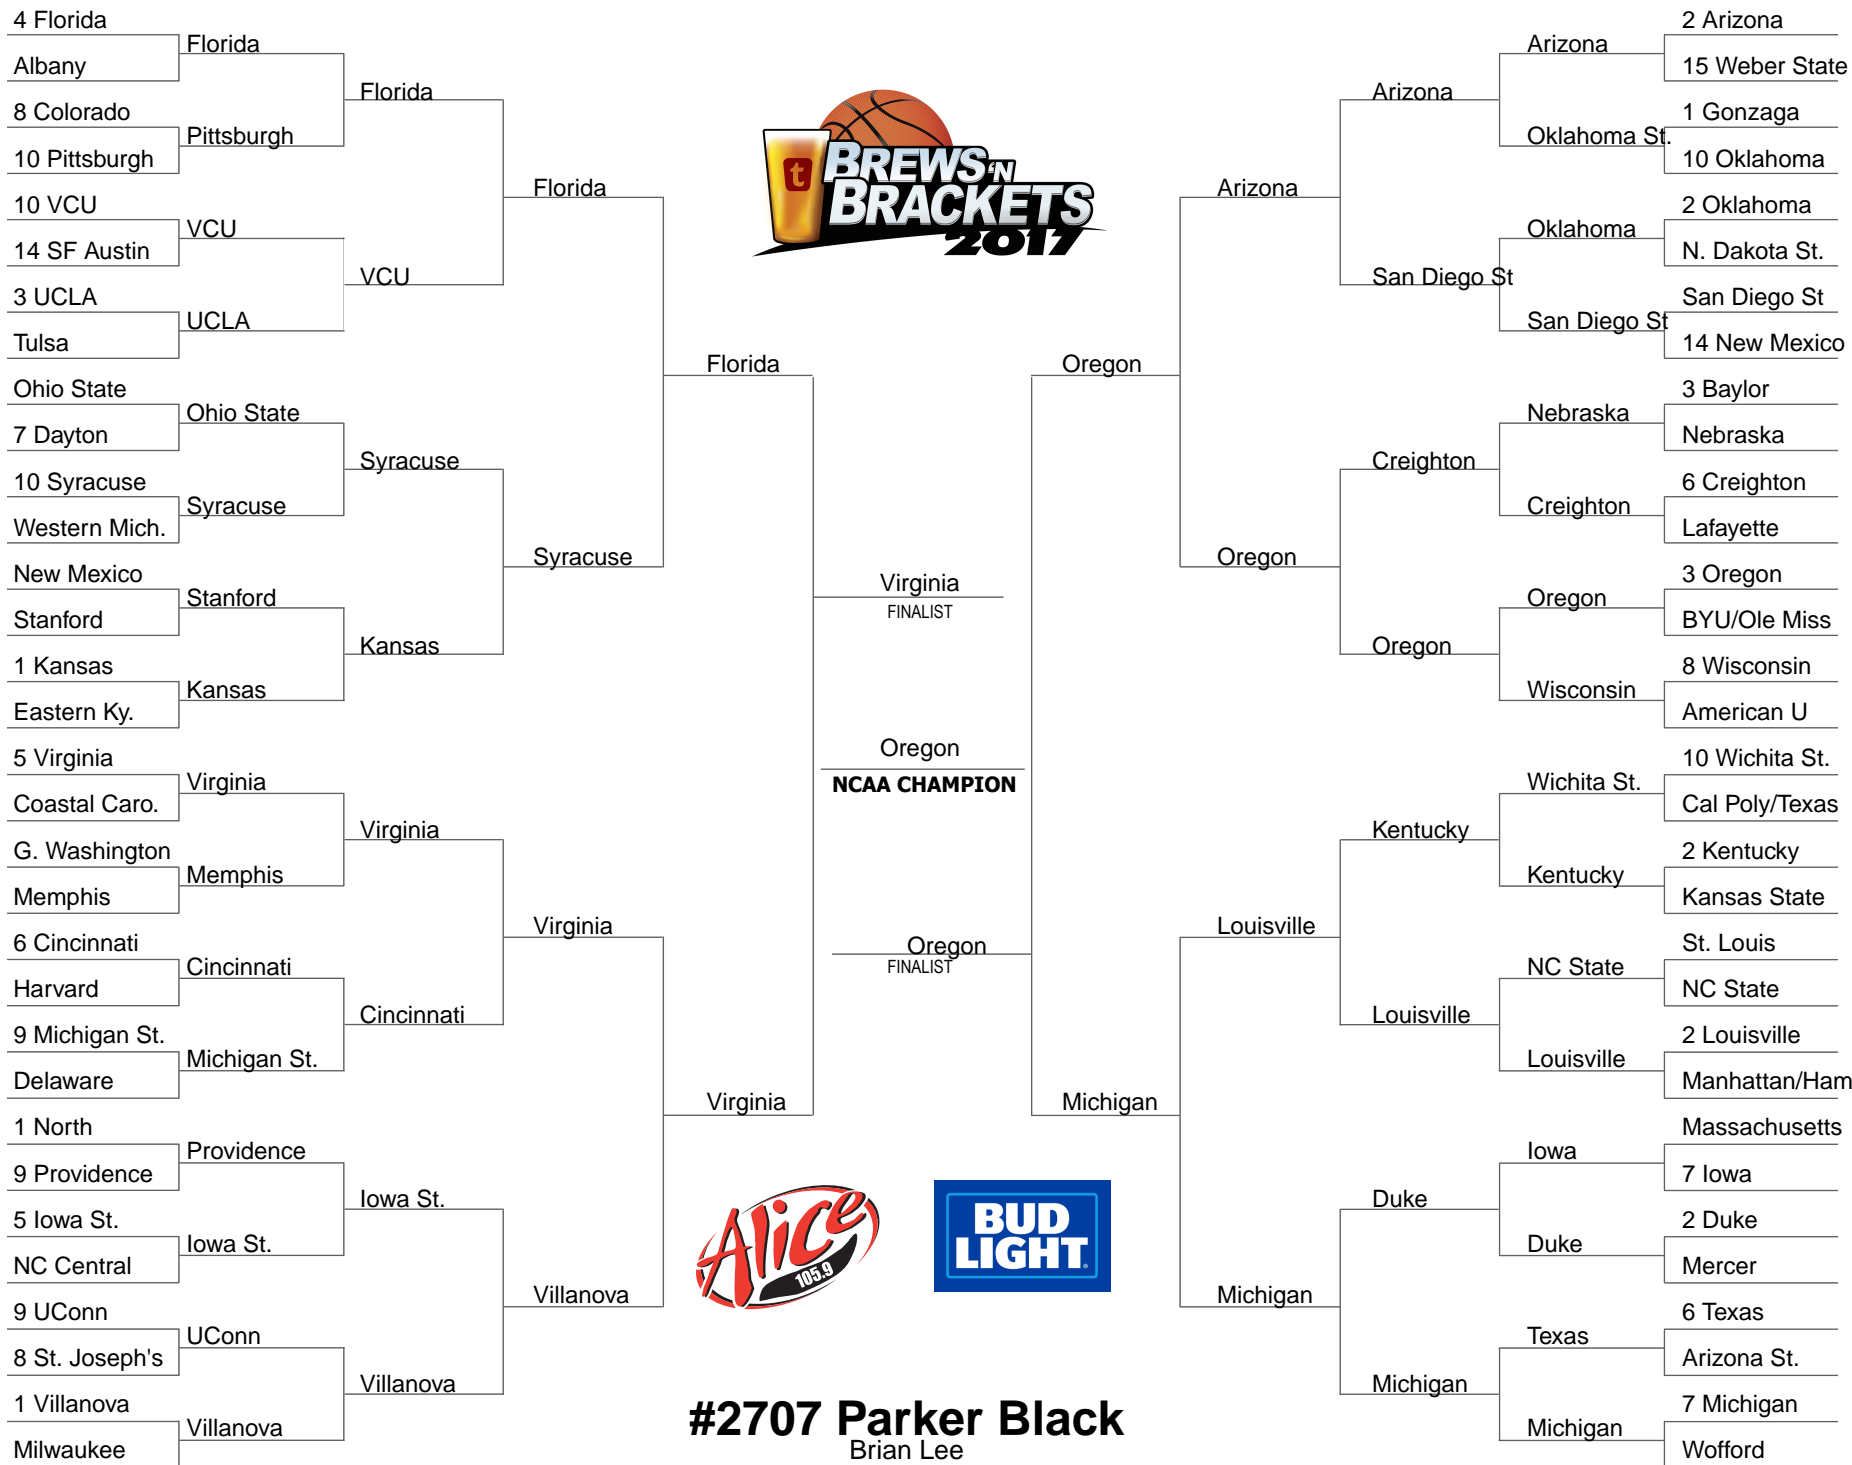 4 Florida
Albany
8 Colorado
10 Pittsburgh
10 VCU
14 SF Austin
3 UCLA
Tulsa
Ohio State
7 Dayton
10 Syracuse
Western Mich.
New Mexico
Stanford
1 Kansas
Eastern Ky.
5 Virginia
Coastal Caro.
G. Washington
Memphis
6 Cincinnati
Harvard
9 Michigan St.
Delaware
1 North
9 Providence
5 Iowa St.
NC Central
9 UConn
8 St. Joseph's
1 Villanova
Milwaukee
Florida
Pittsburgh
VCU
UCLA
Ohio State
Syracuse
Stanford
Kansas
Virginia
Memphis
Cincinnati
Michigan St.
Providence
Iowa St.
UConn
Villanova
Florida
VCU
Syracuse
Kansas
Virginia
Cincinnati
Iowa St.
Villanova
Florida
Syracuse
Virginia
Villanova
Florida
Virginia
t
BREWS 'N
BRACKETS
2017
Virginia
FINALIST
Oregon
NCAA CHAMPION
Oregon
FINALIST
Alice
105.9
BUD
LIGHT
#2707 Parker Black
Brian Lee
Oregon
Michigan
Arizona
Oregon
Louisville
Michigan
Arizona
San Diego St
Creighton
Oregon
Kentucky
Louisville
Duke
Michigan
Arizona
Oklahoma St.
Oklahoma
San Diego St
Nebraska
Creighton
Oregon
Wisconsin
Wichita St.
Kentucky
NC State
Louisville
Iowa
Duke
Texas
Michigan
2 Arizona
15 Weber State
1 Gonzaga
10 Oklahoma
2 Oklahoma
N. Dakota St.
San Diego St
14 New Mexico
3 Baylor
Nebraska
6 Creighton
Lafayette
3 Oregon
BYU/Ole Miss
8 Wisconsin
American U
10 Wichita St.
Cal Poly/Texas
2 Kentucky
Kansas State
St. Louis
NC State
2 Louisville
Manhattan/Ham
Massachusetts
7 Iowa
2 Duke
Mercer
6 Texas
Arizona St.
7 Michigan
Wofford